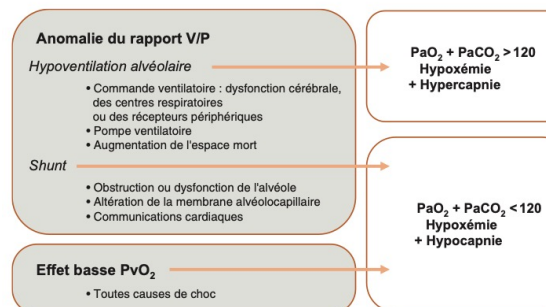 Anomalie du rapport V/P
Hypoventilation alvéolaire
• Commande ventilatoire : dysfonction cérébrale,
des centres respiratoires
ou des récepteurs périphériques
• Pompe ventilatoire
• Augmentation de l'espace mort
Shunt
• Obstruction ou dysfonction de l'alvéole
• Altération de la membrane alvéolocapillaire
• Communications cardiaques
Effet basse PvO₂
• Toutes causes de choc
PaO₂ + PaCO₂ > 120
Hypoxémie
+ Hypercapnie
PaO₂ + PaCO₂ < 120
Hypoxémie
+ Hypocapnie